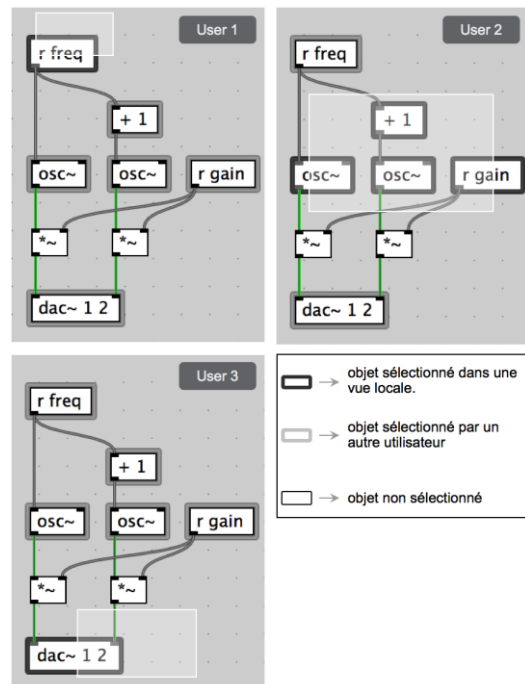 User 1
r freq
+ 1
osc~ osc~ r gain
*~ *~
dac~ 1 2
User 2
r freq
+ 1
osc~ osc~ r gain
*~ *~
dac~ 1 2
User 3
r freq
+ 1
osc~ osc~ r gain
*~ *~
dac~ 1 2
objet sélectionné dans une
vue locale.
objet sélectionné par un
autre utilisateur
objet non sélectionné